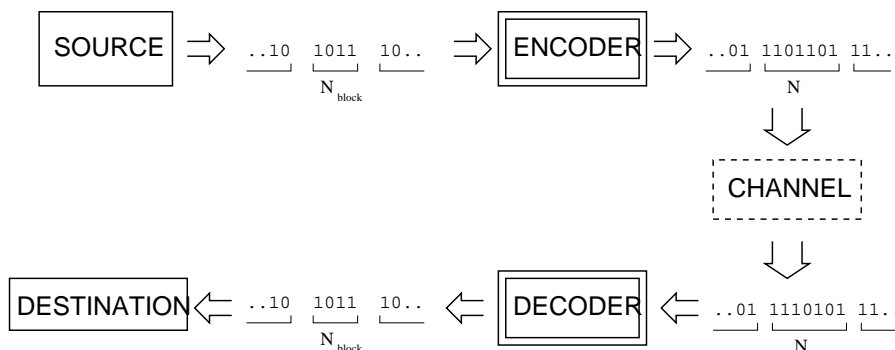 SOURCE ..10 1011 10.. ENCODER ..01 1101101 11..
N block N
CHANNEL
DESTINATION ..10 1011 10.. DECODER ..01 1110101 11..
N block N